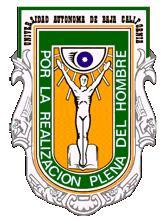 UNIVERSIDAD AUTONOMA DE BAJA CALIFORNIA
POR LA REALIZACION PLENA DEL HOMBRE